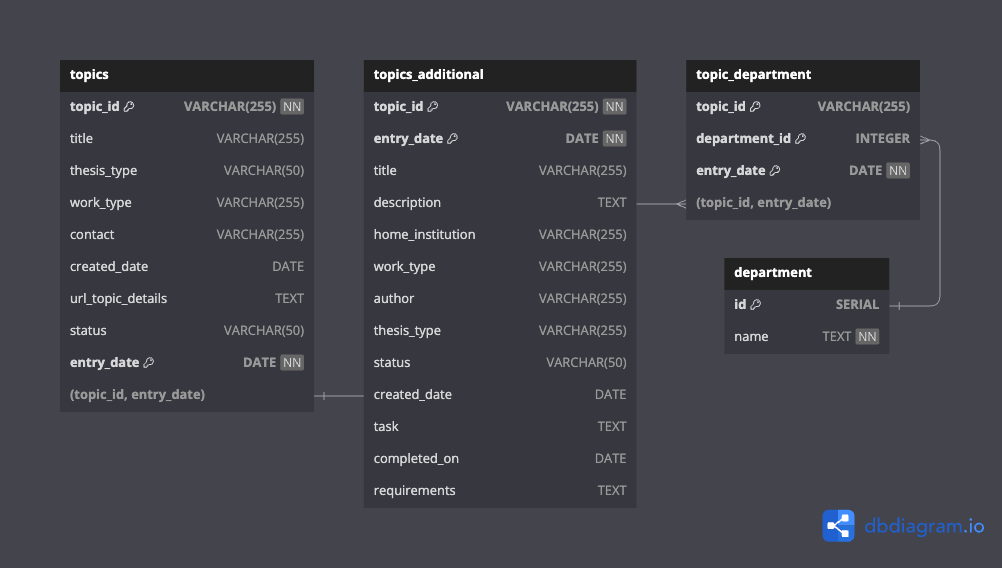 topics
topic_id VARCHAR(255) NN
title VARCHAR(255)
thesis_type VARCHAR(50)
work_type VARCHAR(255)
contact VARCHAR(255)
created_date DATE
url_topic_details TEXT
status VARCHAR(50)
entry_date DATE NN
(topic_id, entry_date)
topics_additional
topic_id VARCHAR(255) NN
entry_date DATE NN
title VARCHAR(255)
description TEXT
home_institution VARCHAR(255)
work_type VARCHAR(255)
author VARCHAR(255)
thesis_type VARCHAR(255)
status VARCHAR(50)
created_date DATE
task TEXT
completed_on DATE
requirements TEXT
topic_department
topic_id VARCHAR(255)
department_id INTEGER
entry_date DATE NN
(topic_id, entry_date)
department
id SERIAL
name TEXT NN
dbdiagram.io